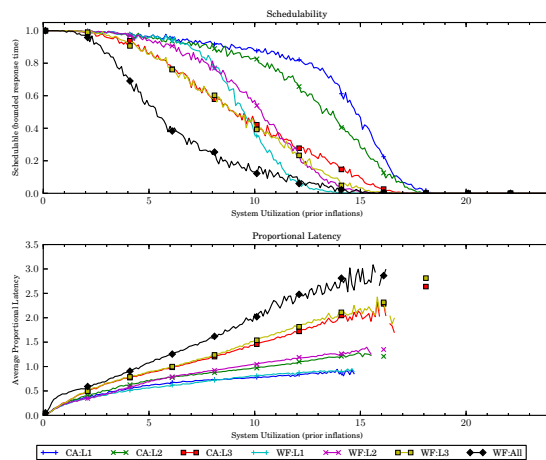 Schedulability
Schedulable (bounded response time)
1.0
0.8
0.6
0.4
0.2
0.0
0 5 10 15 20
System Utilization (prior inflations)
Proportional Latency
Average Proportional Latency
3.5
3.0
2.5
2.0
1.5
1.0
0.5
0.0
0 5 10 15 20
System Utilization (prior inflations)
CA:L1 CA:L2 CA:L3 WF:L1 WF:L2 WF:L3 WF:All